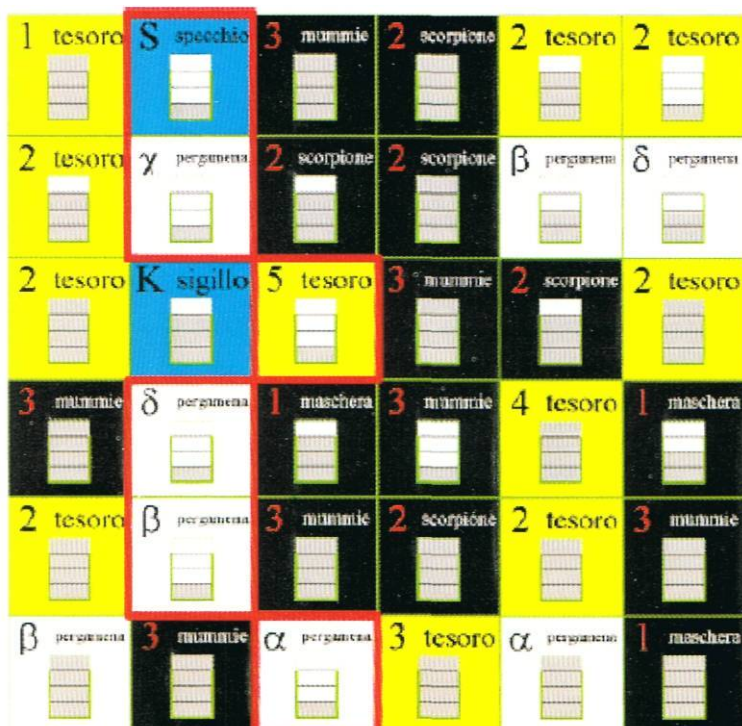 1 tesoro S specchio 3 mummie 2 scorpione 2 tesoro 2 tesoro
2 tesoro γ pergamena 2 scorpione 2 scorpione β pergamena δ pergamena
2 tesoro K sigillo 5 tesoro 3 mummie 2 scorpione 2 tesoro
3 mummie δ pergamena 1 maschera 3 mummie 4 tesoro 1 maschera
2 tesoro β pergamena 3 mummie 2 scorpióne 2 tesoro 3 mummie
β pergamena 3 mummie α pergamena 3 tesoro α pergamena 1 maschera